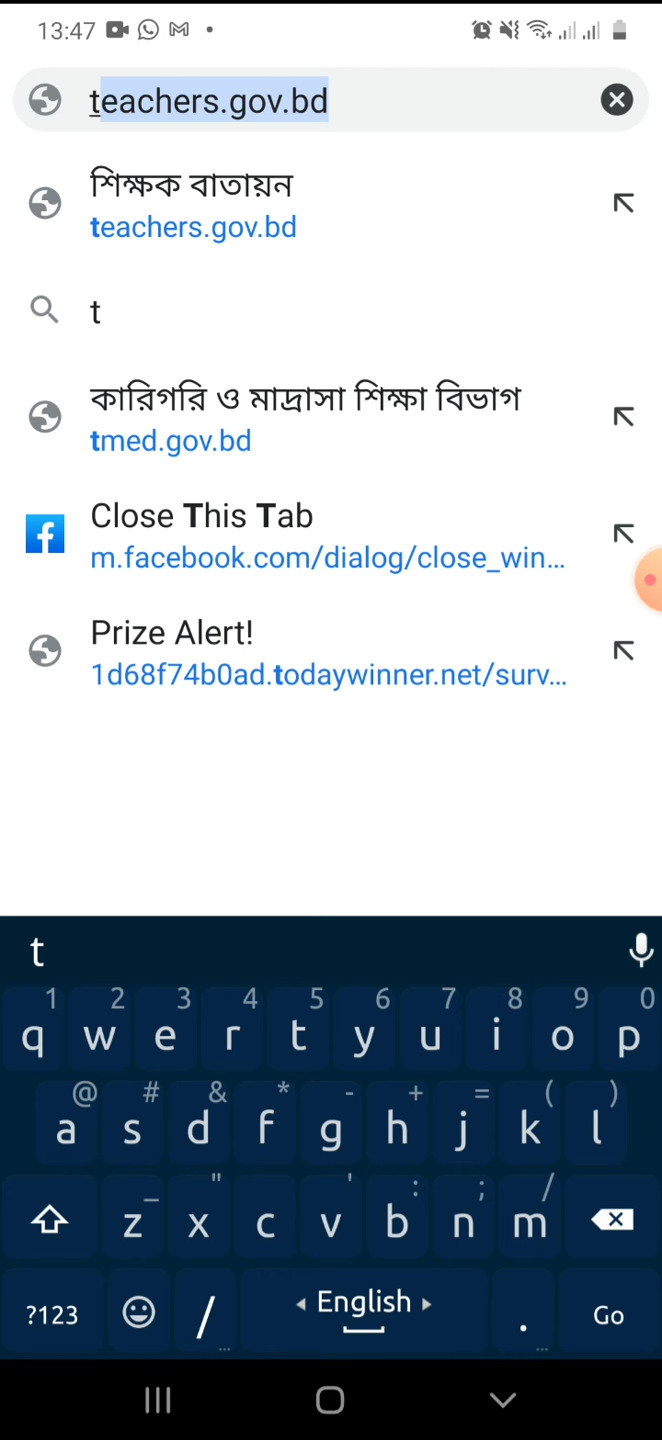 13:47
teachers.gov.bd
শিক্ষক বাতায়ন
teachers.gov.bd
t
কারিগরি ও মাদ্রাসা শিক্ষা বিভাগ
tmed.gov.bd
Close This Tab
m.facebook.com/dialog/close_win...
Prize Alert!
1d68f74b0ad.todaywinner.net/surv...
t
1 2 3 4 5 6 7 8 9 0
q w e r t y u i o p
@ # & * - + = ( )
a s d f g h j k l
_ " ' : ; /
z x c v b n m
?123 / English . Go